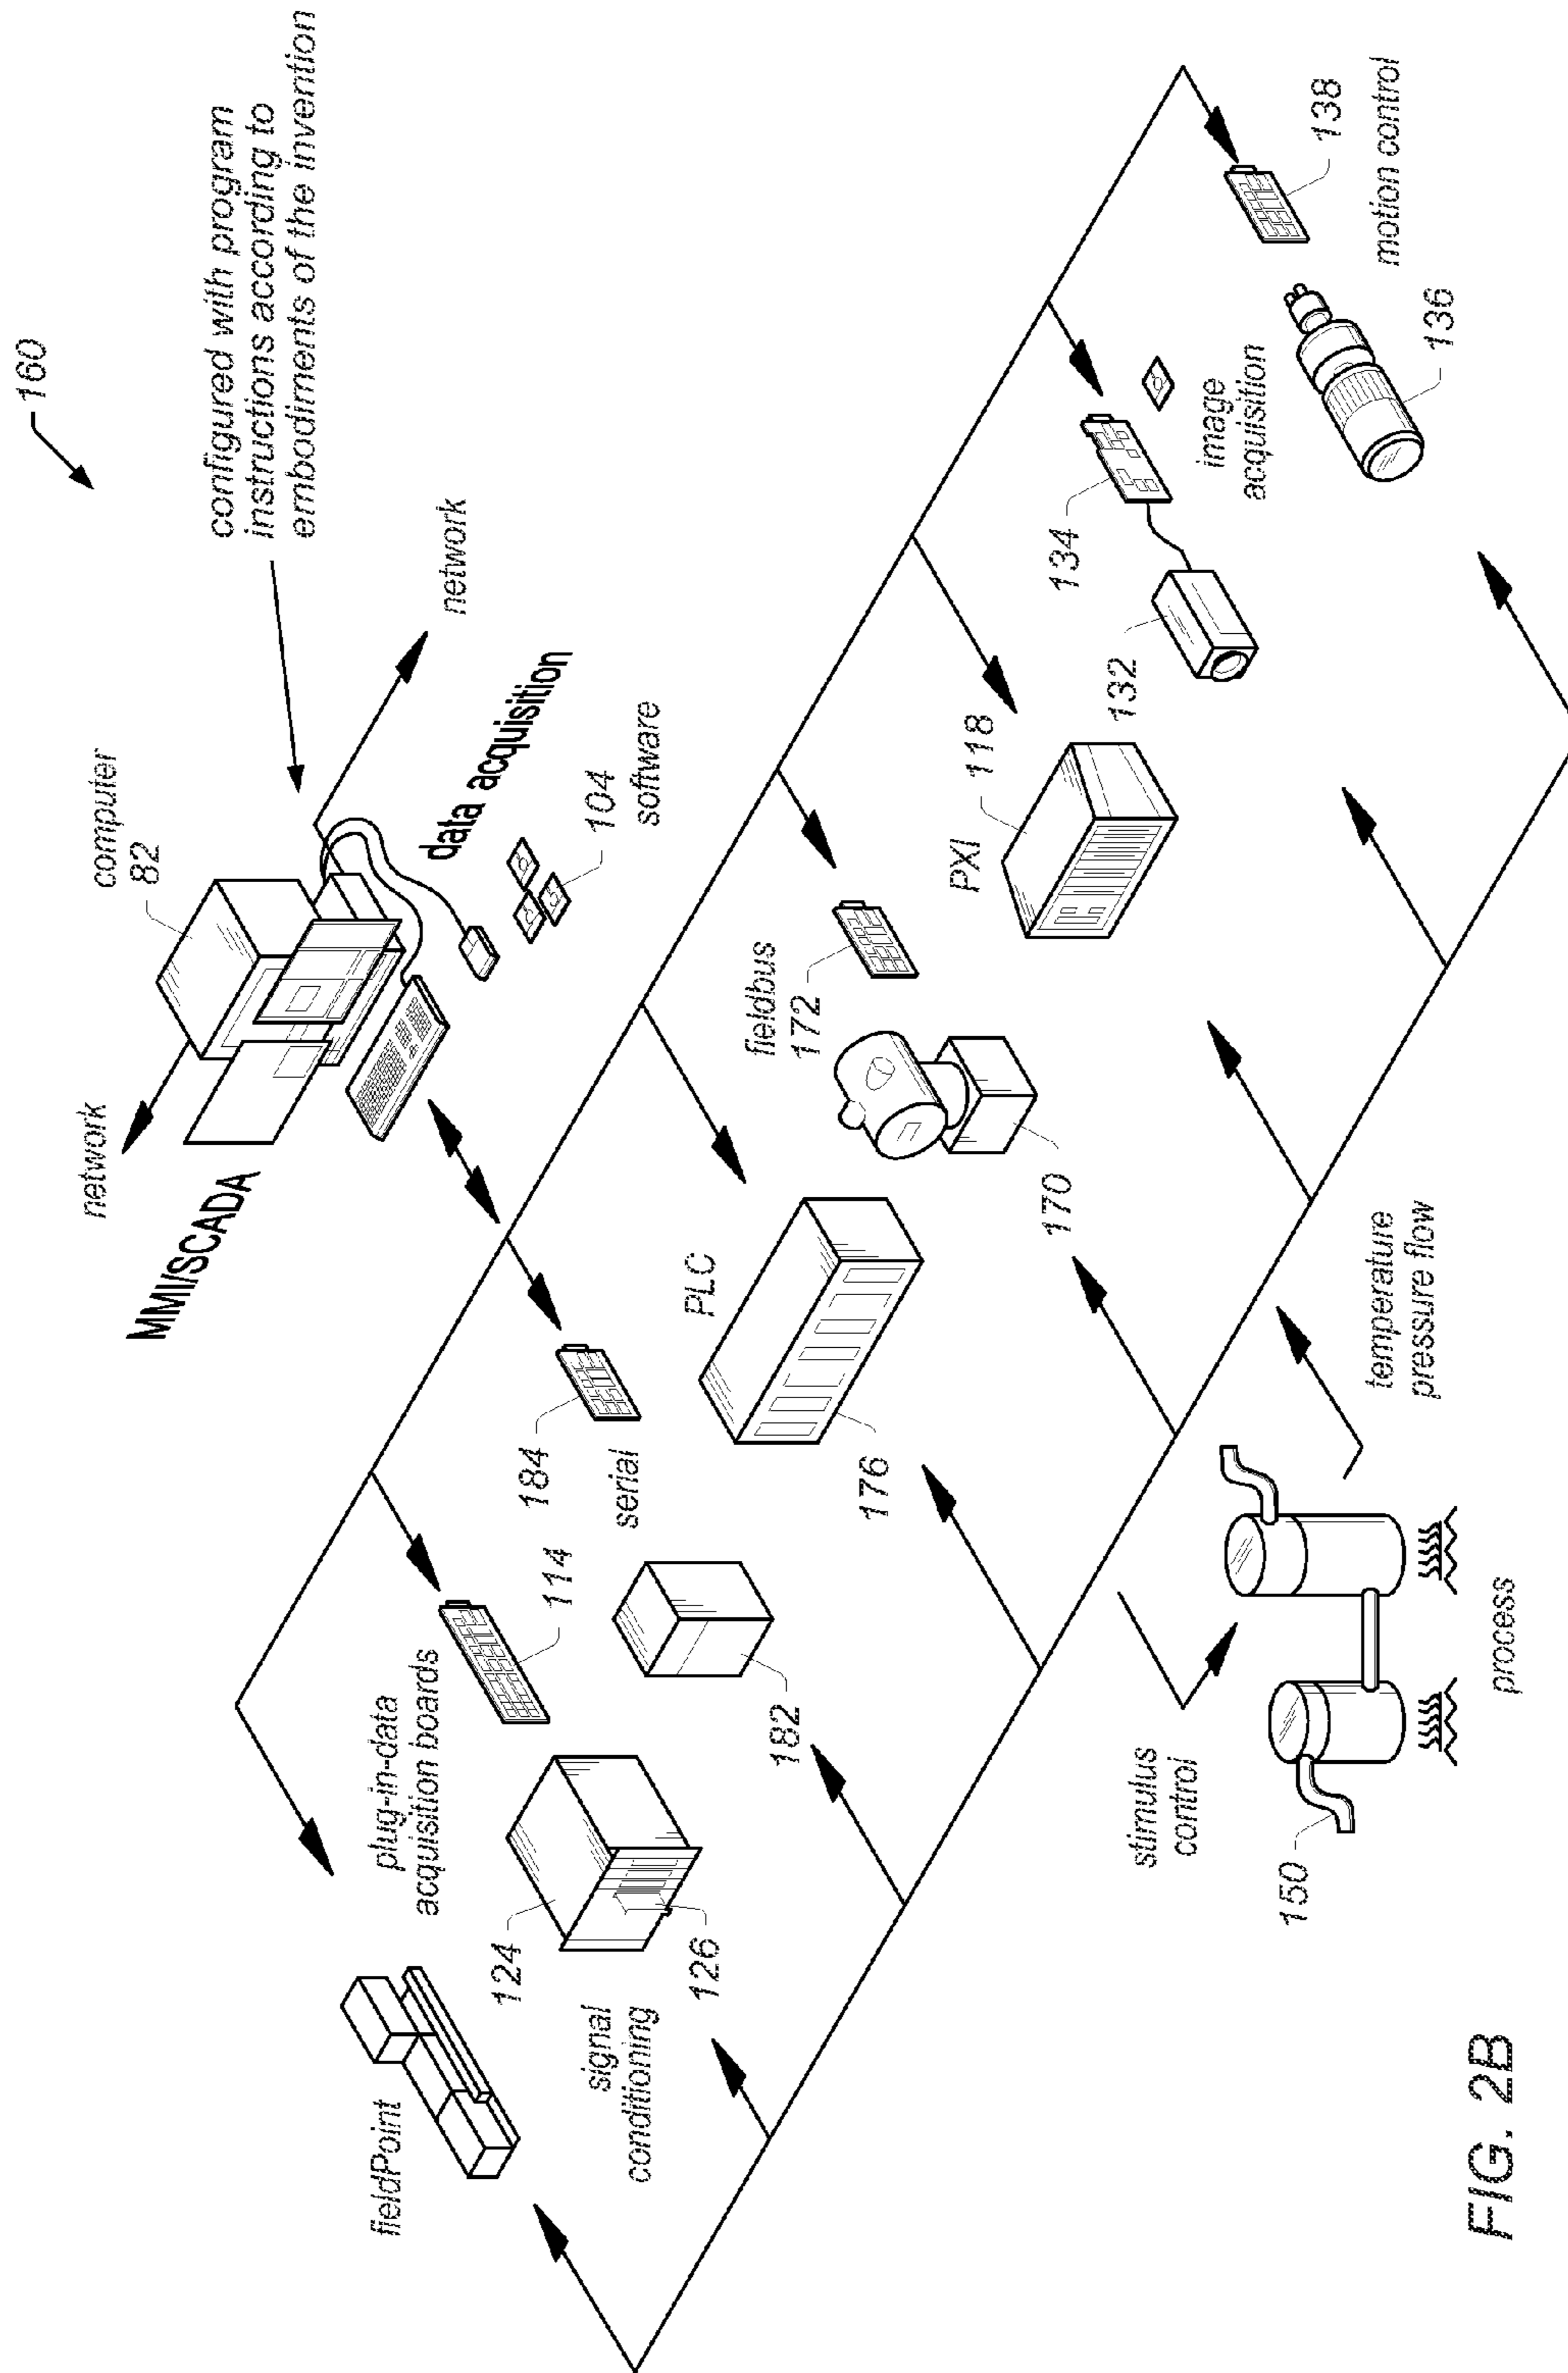 160
configured with program
instructions according to
embodiments of the invention
computer
82
network
network
MMI/SCADA
data acquisition
104
software
fieldPoint
plug-in-data
acquisition boards
114
184
serial
PLC
fieldbus
172
PXI
118
134
132
image
acquisition
138
motion control
136
124
126
signal
conditioning
182
176
170
stimulus
control
150
process
temperature
pressure flow
FIG. 2B